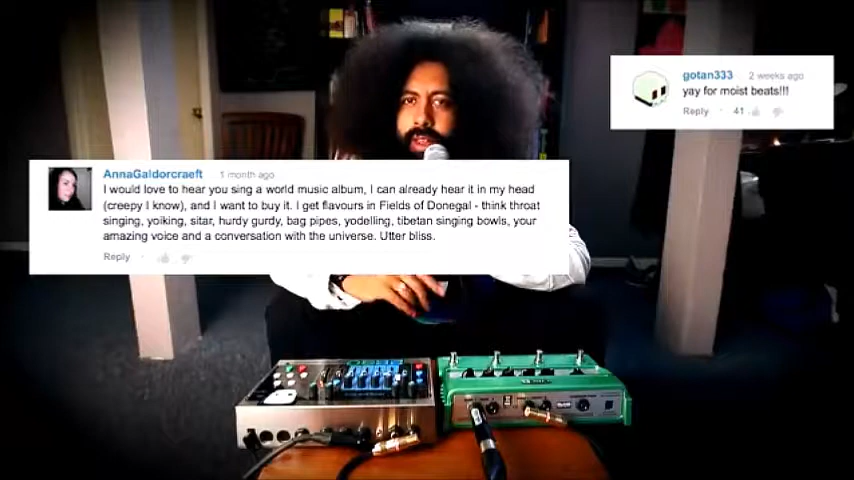 gotan333 2 weeks ago
yay for moist beats!!!
Reply 41
AnnaGaldorcraeft 1 month ago
I would love to hear you sing a world music album, I can already hear it in my head
(creepy I know), and I want to buy it. I get flavours in Fields of Donegal - think throat
singing, yoiking, sitar, hurdy gurdy, bag pipes, yodelling, tibetan singing bowls, your
amazing voice and a conversation with the universe. Utter bliss.
Reply